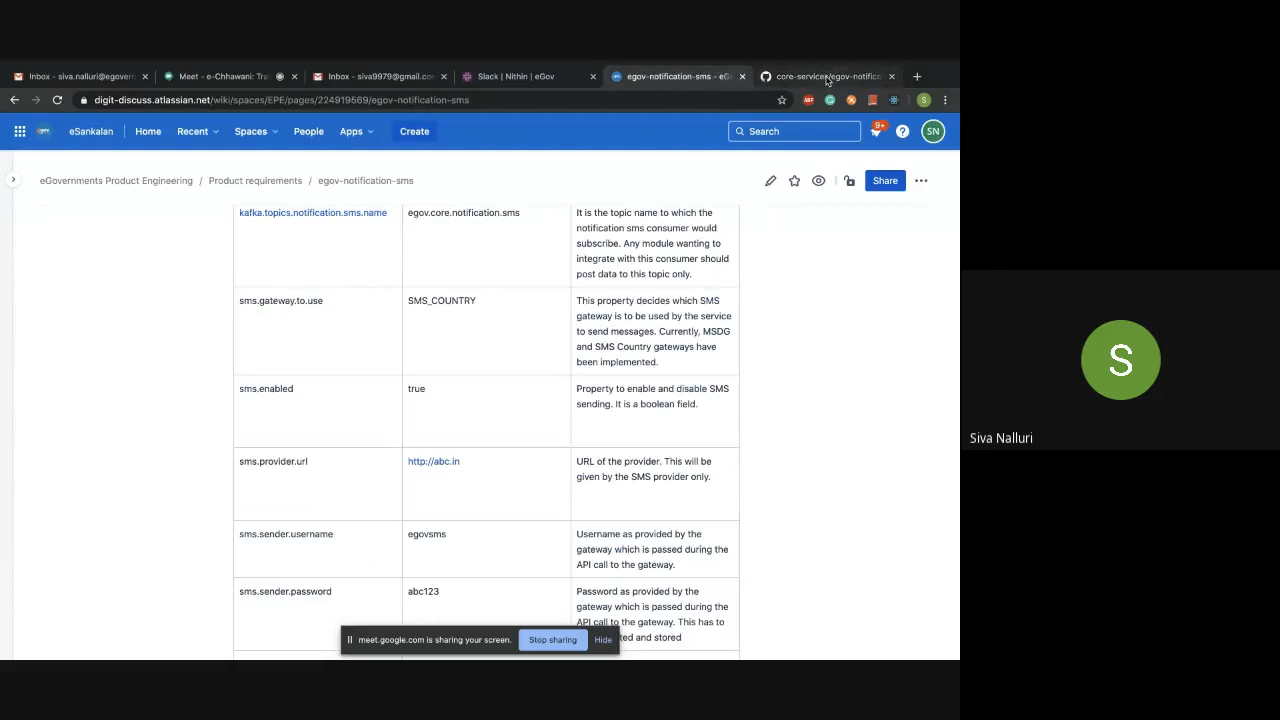 Inbox - siva.nalluri@egovern
Meet - e-Chhawani: Tra
Inbox - siva9979@gmail.com
Slack | Nithin | eGov
egov-notification-sms - eG
core-services/egov-notifica
digit-discuss.atlassian.net/wiki/spaces/EPE/pages/224919569/egov-notification-sms
eSankalan Home Recent Spaces People Apps Create
Search
9+
SN
eGovernments Product Engineering / Product requirements / egov-notification-sms
Share
kafka.topics.notification.sms.name
egov.core.notification.sms
It is the topic name to which the
notification sms consumer would
subscribe. Any module wanting to
integrate with this consumer should
post data to this topic only.
sms.gateway.to.use
SMS_COUNTRY
This property decides which SMS
gateway is to be used by the service
to send messages. Currently, MSDG
and SMS Country gateways have
been implemented.
sms.enabled
true
Property to enable and disable SMS
sending. It is a boolean field.
sms.provider.url
http://abc.in
URL of the provider. This will be
given by the SMS provider only.
sms.sender.username
egovsms
Username as provided by the
gateway which is passed during the
API call to the gateway.
sms.sender.password
abc123
Password as provided by the
gateway which is passed during the
API call to the gateway. This has to
and stored
meet.google.com is sharing your screen.
Stop sharing
Hide
S
Siva Nalluri